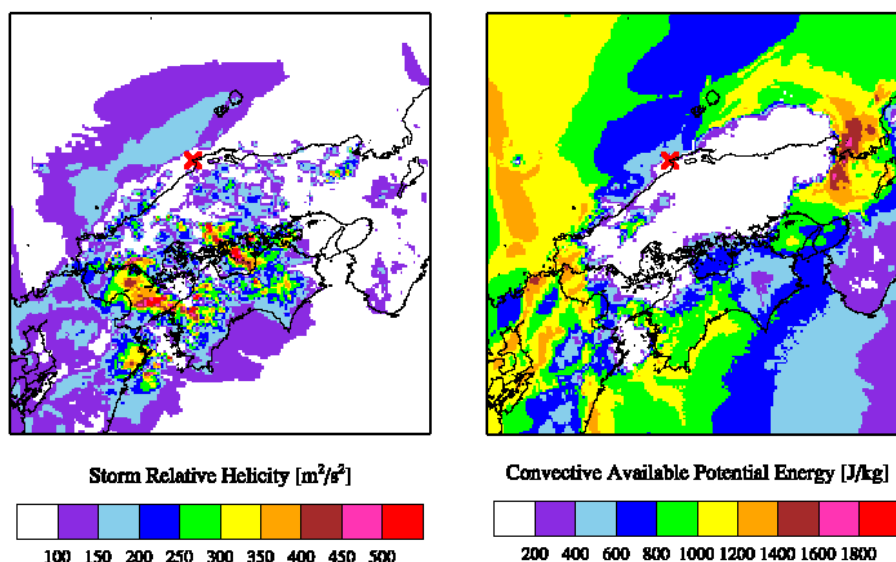 Storm Relative Helicity [m²/s²]
100 150 200 250 300 350 400 450 500
Convective Available Potential Energy [J/kg]
200 400 600 800 1000 1200 1400 1600 1800